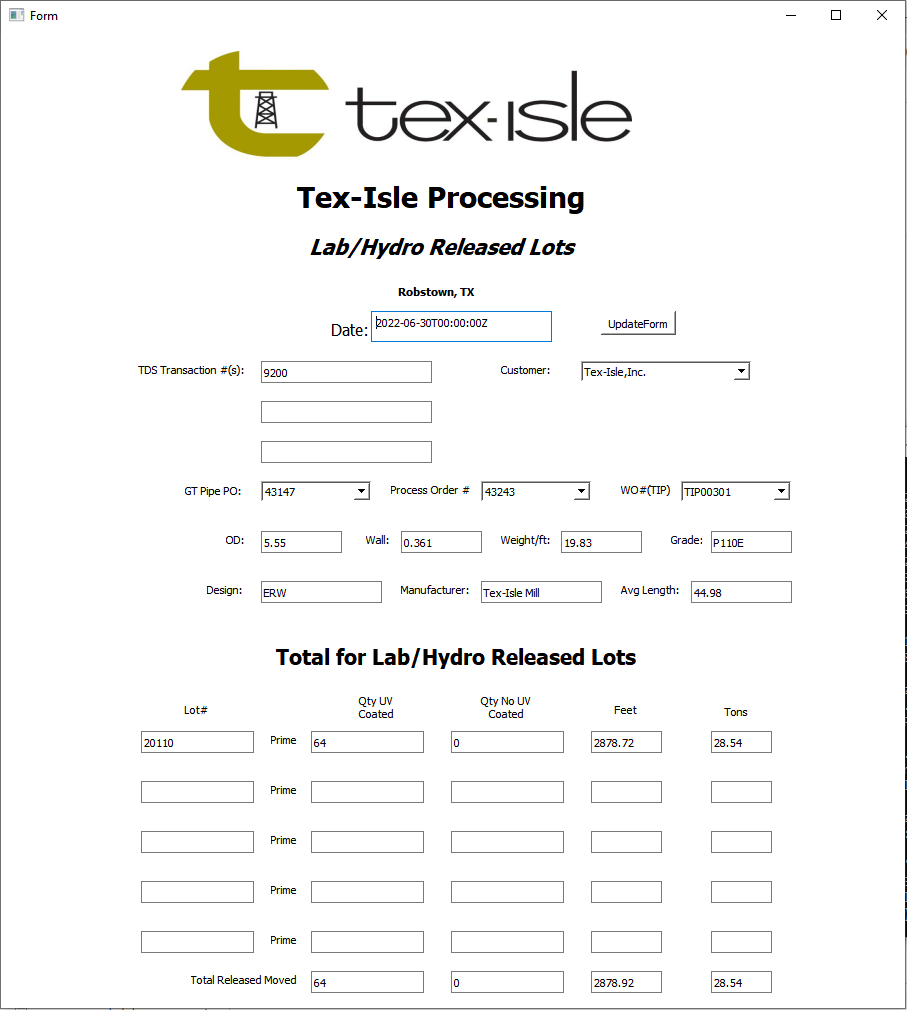 Form
t tex-isle
Tex-Isle Processing
Lab/Hydro Released Lots
Robstown, TX
Date: 2022-06-30T00:00:00Z UpdateForm
TDS Transaction #(s): 9200 Customer: Tex-Isle,Inc.
GT Pipe PO: 43147 Process Order # 43243 WO#(TIP) TIP00301
OD: 5.55 Wall: 0.361 Weight/ft: 19.83 Grade: P110E
Design: ERW Manufacturer: Tex-Isle Mill Avg Length: 44.98
Total for Lab/Hydro Released Lots
Lot# Qty UV Coated Qty No UV Coated Feet Tons
20110 Prime 64 0 2878.72 28.54
Prime
Prime
Prime
Prime
Total Released Moved 64 0 2878.92 28.54